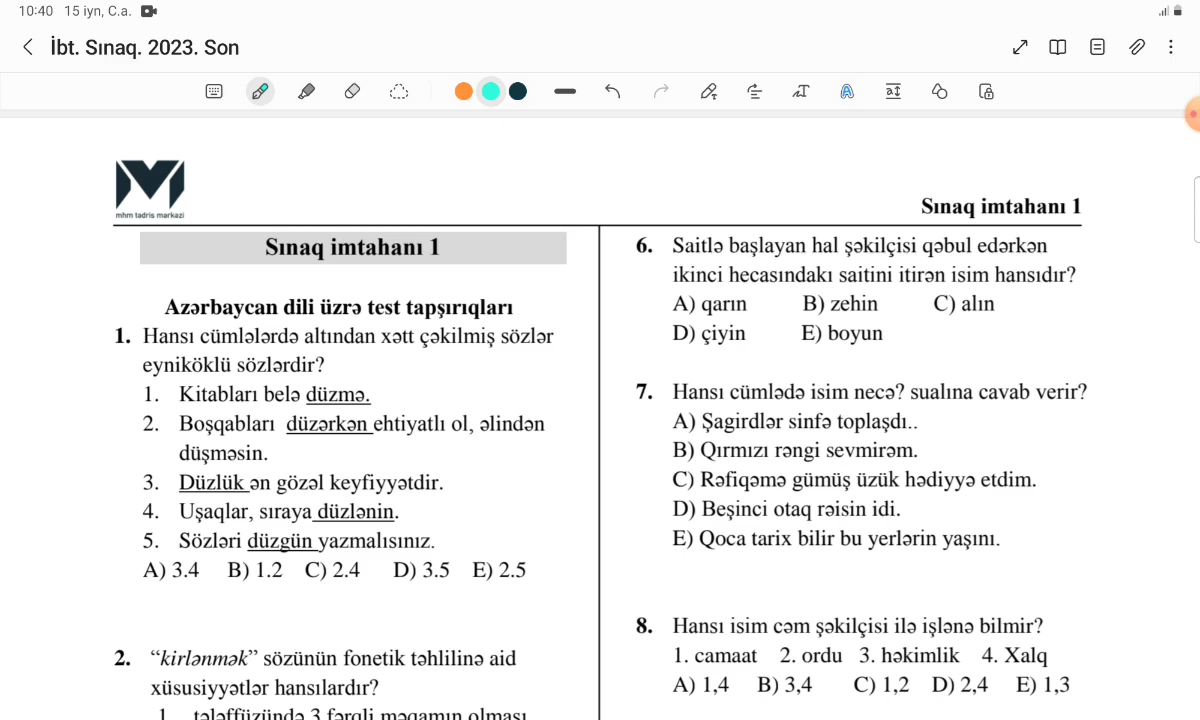 10:40 15 iyn, C.a.
İbt. Sınaq. 2023. Son
mhm tədris mərkəzi
Sınaq imtahanı 1
Sınaq imtahanı 1
Azərbaycan dili üzrə test tapşırıqları
1. Hansı cümlələrdə altından xətt çəkilmiş sözlər
eyniköklü sözlərdir?
1. Kitabları belə düzmə.
2. Boşqabları düzərkən ehtiyatlı ol, əlindən
düşməsin.
3. Düzlük ən gözəl keyfiyyətdir.
4. Uşaqlar, sıraya düzlənin.
5. Sözləri düzgün yazmalısınız.
A) 3.4 B) 1.2 C) 2.4 D) 3.5 E) 2.5
2. “kirlənmək” sözünün fonetik təhlilinə aid
xüsusiyyətlər hansılardır?
1. tələffüzündə 3 fərqli məqamın olması
6. Saitlə başlayan hal şəkilçisi qəbul edərkən
ikinci hecasındakı saitini itirən isim hansıdır?
A) qarın B) zehin C) alın
D) çiyin E) boyun
7. Hansı cümlədə isim necə? sualına cavab verir?
A) Şagirdlər sinfə toplaşdı..
B) Qırmızı rəngi sevmirəm.
C) Rəfiqəmə gümüş üzük hədiyyə etdim.
D) Beşinci otaq rəisin idi.
E) Qoca tarix bilir bu yerlərin yaşını.
8. Hansı isim cəm şəkilçisi ilə işlənə bilmir?
1. camaat 2. ordu 3. həkimlik 4. Xalq
A) 1,4 B) 3,4 C) 1,2 D) 2,4 E) 1,3